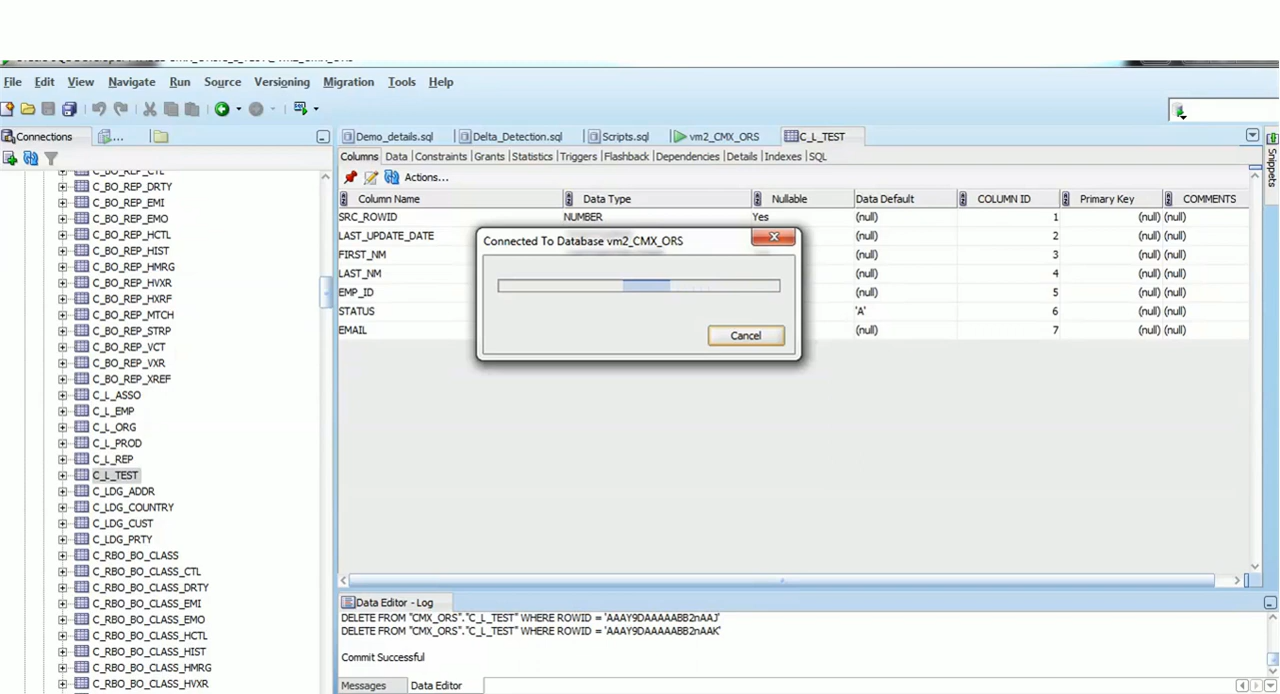 File Edit View Navigate Run Source Versioning Migration Tools Help
Connections
Demo_details.sql Delta_Detection.sql Scripts.sql vm2_CMX_ORS C_L_TEST
Columns Data Constraints Grants Statistics Triggers Flashback Dependencies Details Indexes SQL
Actions...
Column Name Data Type Nullable Data Default COLUMN ID Primary Key COMMENTS
SRC_ROWID NUMBER Yes (null) 1 (null) (null)
LAST_UPDATE_DATE (null) 2 (null) (null)
FIRST_NM (null) 3 (null) (null)
LAST_NM (null) 4 (null) (null)
EMP_ID (null) 5 (null) (null)
STATUS 'A' 6 (null) (null)
EMAIL (null) 7 (null) (null)
Connected To Database vm2_CMX_ORS
Cancel
Snippets
C_BO_REP_CTL
C_BO_REP_DRTY
C_BO_REP_EMI
C_BO_REP_EMO
C_BO_REP_HCTL
C_BO_REP_HIST
C_BO_REP_HMRG
C_BO_REP_HVXR
C_BO_REP_HXRF
C_BO_REP_MTCH
C_BO_REP_STRP
C_BO_REP_VCT
C_BO_REP_VXR
C_BO_REP_XREF
C_L_ASSO
C_L_EMP
C_L_ORG
C_L_PROD
C_L_REP
C_L_TEST
C_LDG_ADDR
C_LDG_COUNTRY
C_LDG_CUST
C_LDG_PRTY
C_RBO_BO_CLASS
C_RBO_BO_CLASS_CTL
C_RBO_BO_CLASS_DRTY
C_RBO_BO_CLASS_EMI
C_RBO_BO_CLASS_EMO
C_RBO_BO_CLASS_HCTL
C_RBO_BO_CLASS_HIST
C_RBO_BO_CLASS_HMRG
C_RBO_BO_CLASS_HVXR
Data Editor - Log
DELETE FROM "CMX_ORS"."C_L_TEST" WHERE ROWID = 'AAAY9DAAAAABB2nAAJ'
DELETE FROM "CMX_ORS"."C_L_TEST" WHERE ROWID = 'AAAY9DAAAAABB2nAAK'
Commit Successful
Messages Data Editor